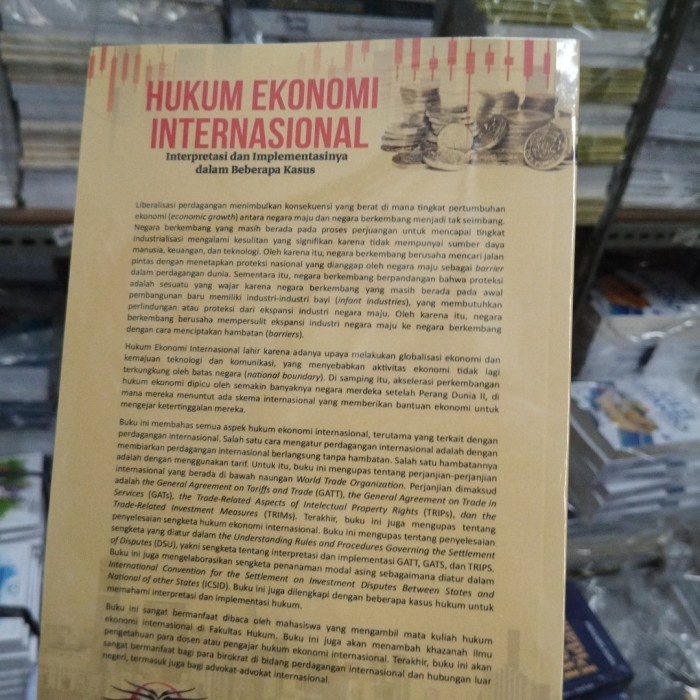 HUKUM EKONOMI
INTERNASIONAL
Interpretasi dan Implementasinya
dalam Beberapa Kasus
Liberalisasi perdagangan menimbulkan konsekuensi yang berat di mana tingkat pertumbuhan
ekonomi (economic growth) antara negara maju dan negara berkembang menjadi tak seimbang.
Negara berkembang yang masih berada pada proses perjuangan untuk mencapai tingkat
industrialisasi mengalami kesulitan yang signifikan karena tidak mempunyai sumber daya
manusia, keuangan, dan teknologi. Oleh karena itu, negara berkembang berusaha mencari jalan
pintas dengan menetapkan proteksi nasional yang dianggap oleh negara maju sebagai barrier
dalam perdagangan dunia. Sementara itu, negara berkembang berpandangan bahwa proteksi
adalah sesuatu yang wajar karena negara berkembang yang masih berada pada awal
pembangunan baru memiliki industri-industri bayi (infant industries), yang membutuhkan
perlindungan atau proteksi dari ekspansi industri negara maju. Oleh karena itu, negara
berkembang berusaha mempersulit ekspansi industri negara maju ke negara berkembang
dengan cara menciptakan hambatan (barriers).
Hukum Ekonomi Internasional lahir karena adanya upaya melakukan globalisasi ekonomi dan
kemajuan teknologi dan komunikasi, yang menyebabkan aktivitas ekonomi tidak lagi
terkungkung oleh batas negara (national boundary). Di samping itu, akselerasi perkembangan
hukum ekonomi dipicu oleh semakin banyaknya negara merdeka setelah Perang Dunia II, di
mana mereka menuntut ada skema internasional yang memberikan bantuan ekonomi untuk
mengejar ketertinggalan mereka.
Buku ini membahas semua aspek hukum ekonomi internasional, terutama yang terkait dengan
perdagangan internasional. Salah satu cara mengatur perdagangan internasional adalah dengan
membiarkan perdagangan internasional berlangsung tanpa hambatan. Salah satu hambatannya
adalah dengan menggunakan tarif. Untuk itu, buku ini mengupas tentang perjanjian-perjanjian
internasional yang berada di bawah naungan World Trade Organization. Perjanjian dimaksud
adalah the General Agreement on Tariffs and Trade (GATT), the General Agreement on Trade in
Services (GATs), the Trade-Related Aspects of Intelectual Property Rights (TRIPs), dan the
Trade-Related Investment Measures (TRIMs). Terakhir, buku ini juga mengupas tentang
penyelesaian sengketa hukum ekonomi internasional. Buku ini mengupas tentang penyelesaian
sengketa yang diatur dalam the Understanding Rules and Procedures Governing the Settlement
of Disputes (DSU), yakni sengketa tentang interpretasi dan implementasi GATT, GATS, dan TRIPS.
Buku ini juga mengelaborasikan sengketa penanaman modal asing sebagaimana diatur dalam
International Convention for the Settlement on Investment Disputes Between States and
National of other States (ICSID). Buku ini juga dilengkapi dengan beberapa kasus hukum untuk
memahami interpretasi dan implementasi hukum.
Buku ini sangat bermanfaat dibaca oleh mahasiswa yang mengambil mata kuliah hukum
ekonomi internasional di Fakultas Hukum. Buku ini juga akan menambah khazanah ilmu
pengetahuan para dosen atau pengajar hukum ekonomi internasional. Terakhir, buku ini akan
sangat bermanfaat bagi para birokrat di bidang perdagangan internasional dan hubungan luar
negeri, termasuk juga bagi advokat-advokat internasional.